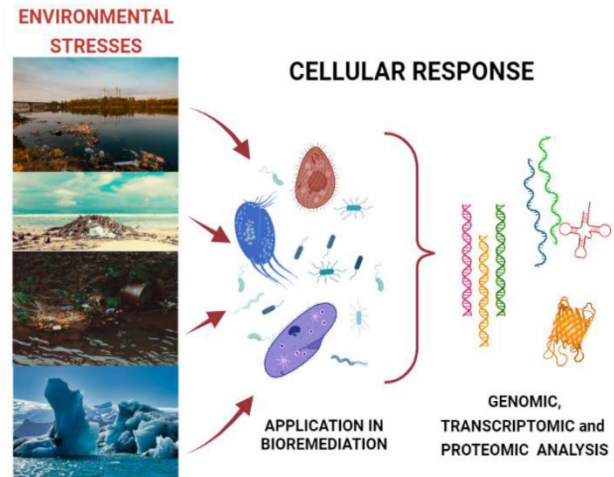 ENVIRONMENTAL
STRESSES
CELLULAR RESPONSE
APPLICATION IN
BIOREMEDIATION
GENOMIC,
TRANSCRIPTOMIC and
PROTEOMIC ANALYSIS